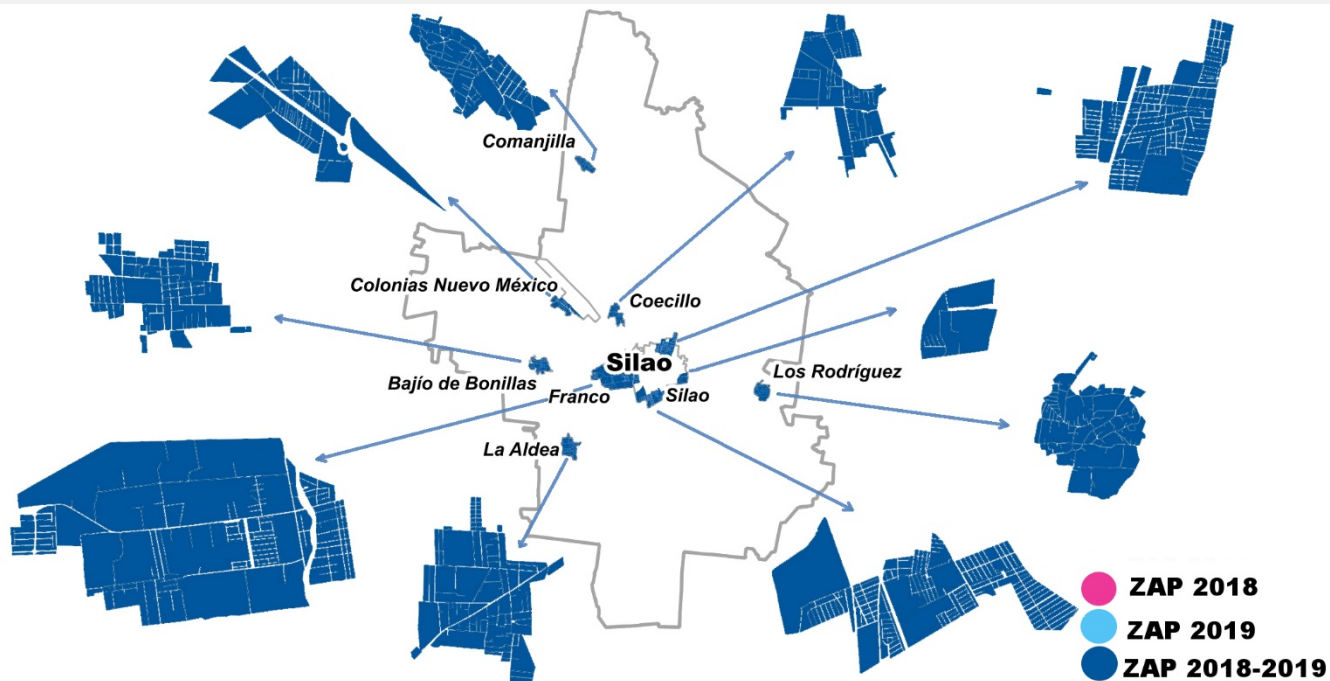 Comanjilla
Colonias Nuevo México
Coecillo
Silao
Los Rodríguez
Bajío de Bonillas
Franco
Silao
La Aldea
ZAP 2018
ZAP 2019
ZAP 2018-2019